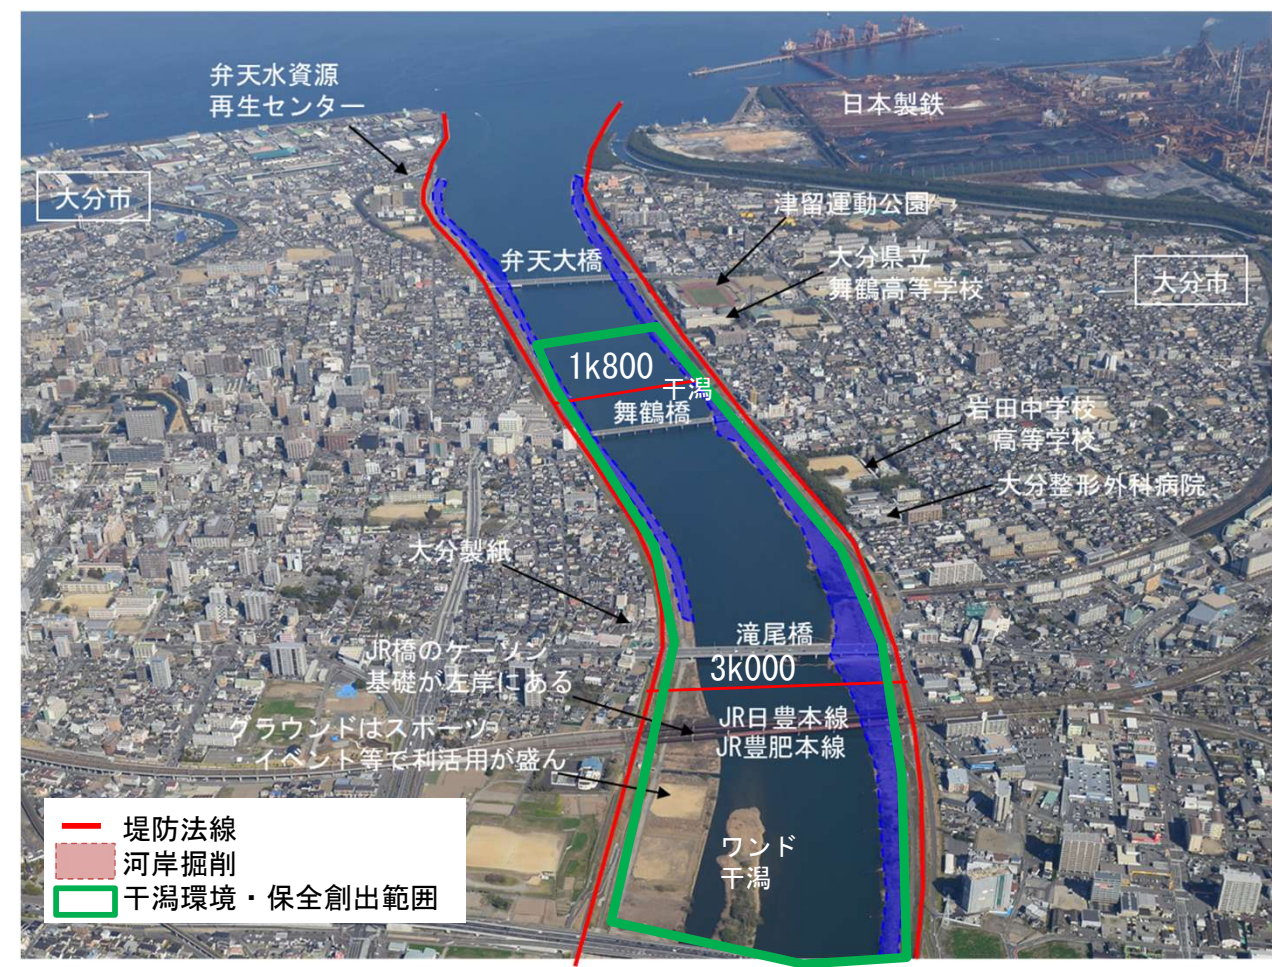 弁天水資源
再生センター
日本製鉄
大分市
津留運動公園
弁天大橋
大分県立
舞鶴高等学校
大分市
1k800
干潟
舞鶴橋
岩田中学校
高等学校
大分整形外科病院
大分製紙
滝尾橋
JR橋のケーソン
基礎が左岸にある
3k000
JR日豊本線
JR豊肥本線
グラウンドはスポーツ
・イベント等で利活用が盛ん
ワンド
干潟
堤防法線
河岸掘削
干潟環境・保全創出範囲